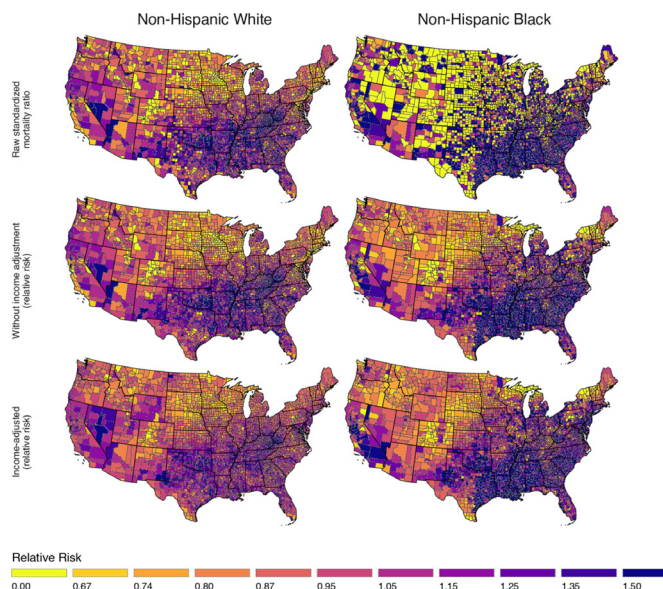 Non-Hispanic White
Non-Hispanic Black
Raw standardized
mortality ratio
Without income adjustment
(relative risk)
Income-adjusted
(relative risk)
Relative Risk
0.00 0.67 0.74 0.80 0.87 0.95 1.05 1.15 1.25 1.35 1.50